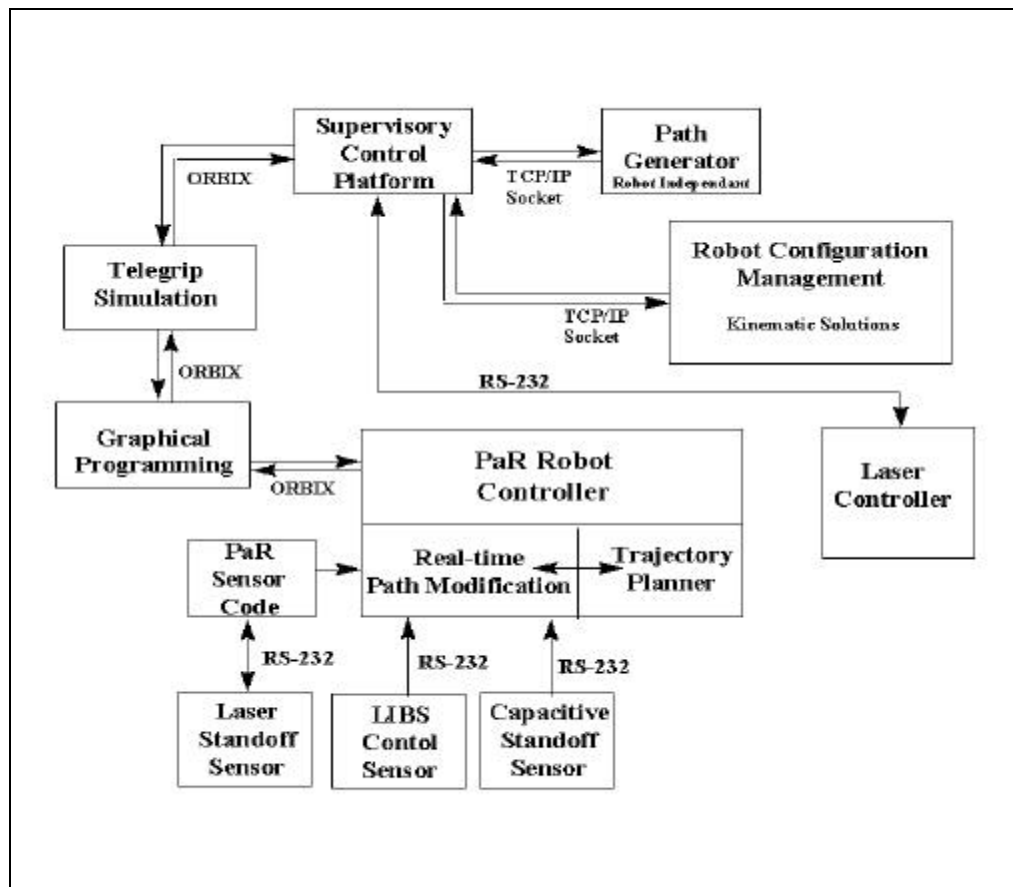 Supervisory
Control
Platform
Path
Generator
Robot Independant
ORBIX
TCP/IP
Socket
Robot Configuration
Management
Kinematic Solutions
Telegrip
Simulation
TCP/IP
Socket
ORBIX
RS-232
Graphical
Programming
ORBIX
PaR Robot
Controller
Laser
Controller
PaR
Sensor
Code
Real-time
Path Modification
Trajectory
Planner
RS-232
RS-232
RS-232
Laser
Standoff
Sensor
LIBS
Contol
Sensor
Capacitive
Standoff
Sensor